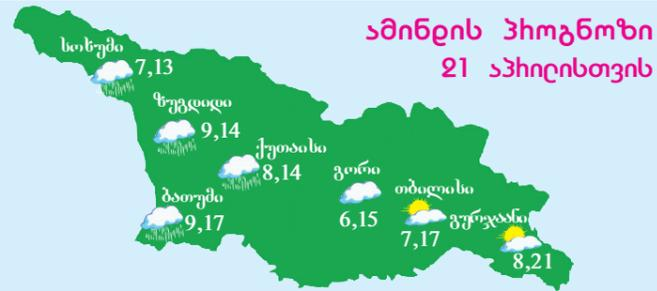 ამინდის პროგნოზი
21 აპრილისთვის
სოხუმი
7,13
ზუგდიდი
9,14
ქუთაისი
8,14
ბათუმი
9,17
გორი
6,15
თბილისი
7,17
გურჯაანი
8,21